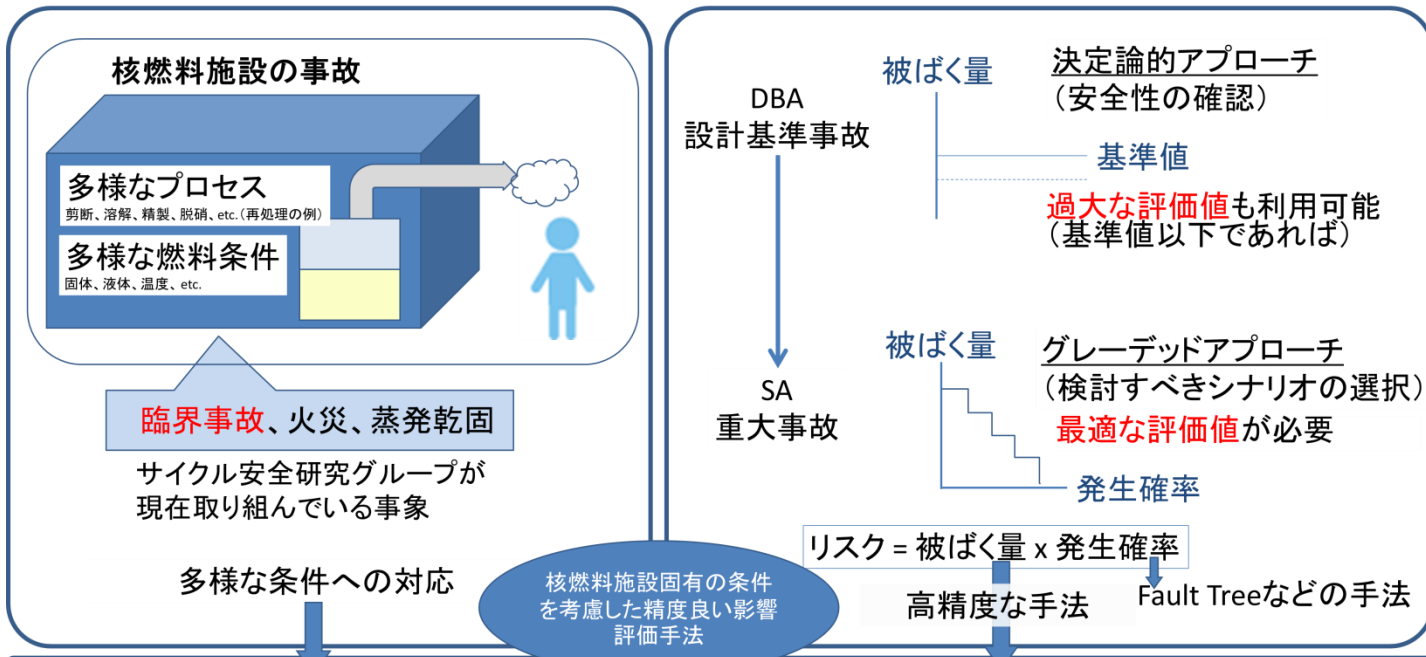 核燃料施設の事故
多様なプロセス
剪断、溶解、精製、脱硝、etc.（再処理の例）
多様な燃料条件
固体、液体、温度、etc.
臨界事故、火災、蒸発乾固
サイクル安全研究グループが
現在取り組んでいる事象
多様な条件への対応
核燃料施設固有の条件
を考慮した精度良い影響
評価手法
DBA
設計基準事故
SA
重大事故
被ばく量
決定論的アプローチ
（安全性の確認）
基準値
過大な評価値も利用可能
（基準値以下であれば）
被ばく量
グレーデッドアプローチ
（検討すべきシナリオの選択）
最適な評価値が必要
発生確率
リスク = 被ばく量 x 発生確率
高精度な手法
Fault Treeなどの手法